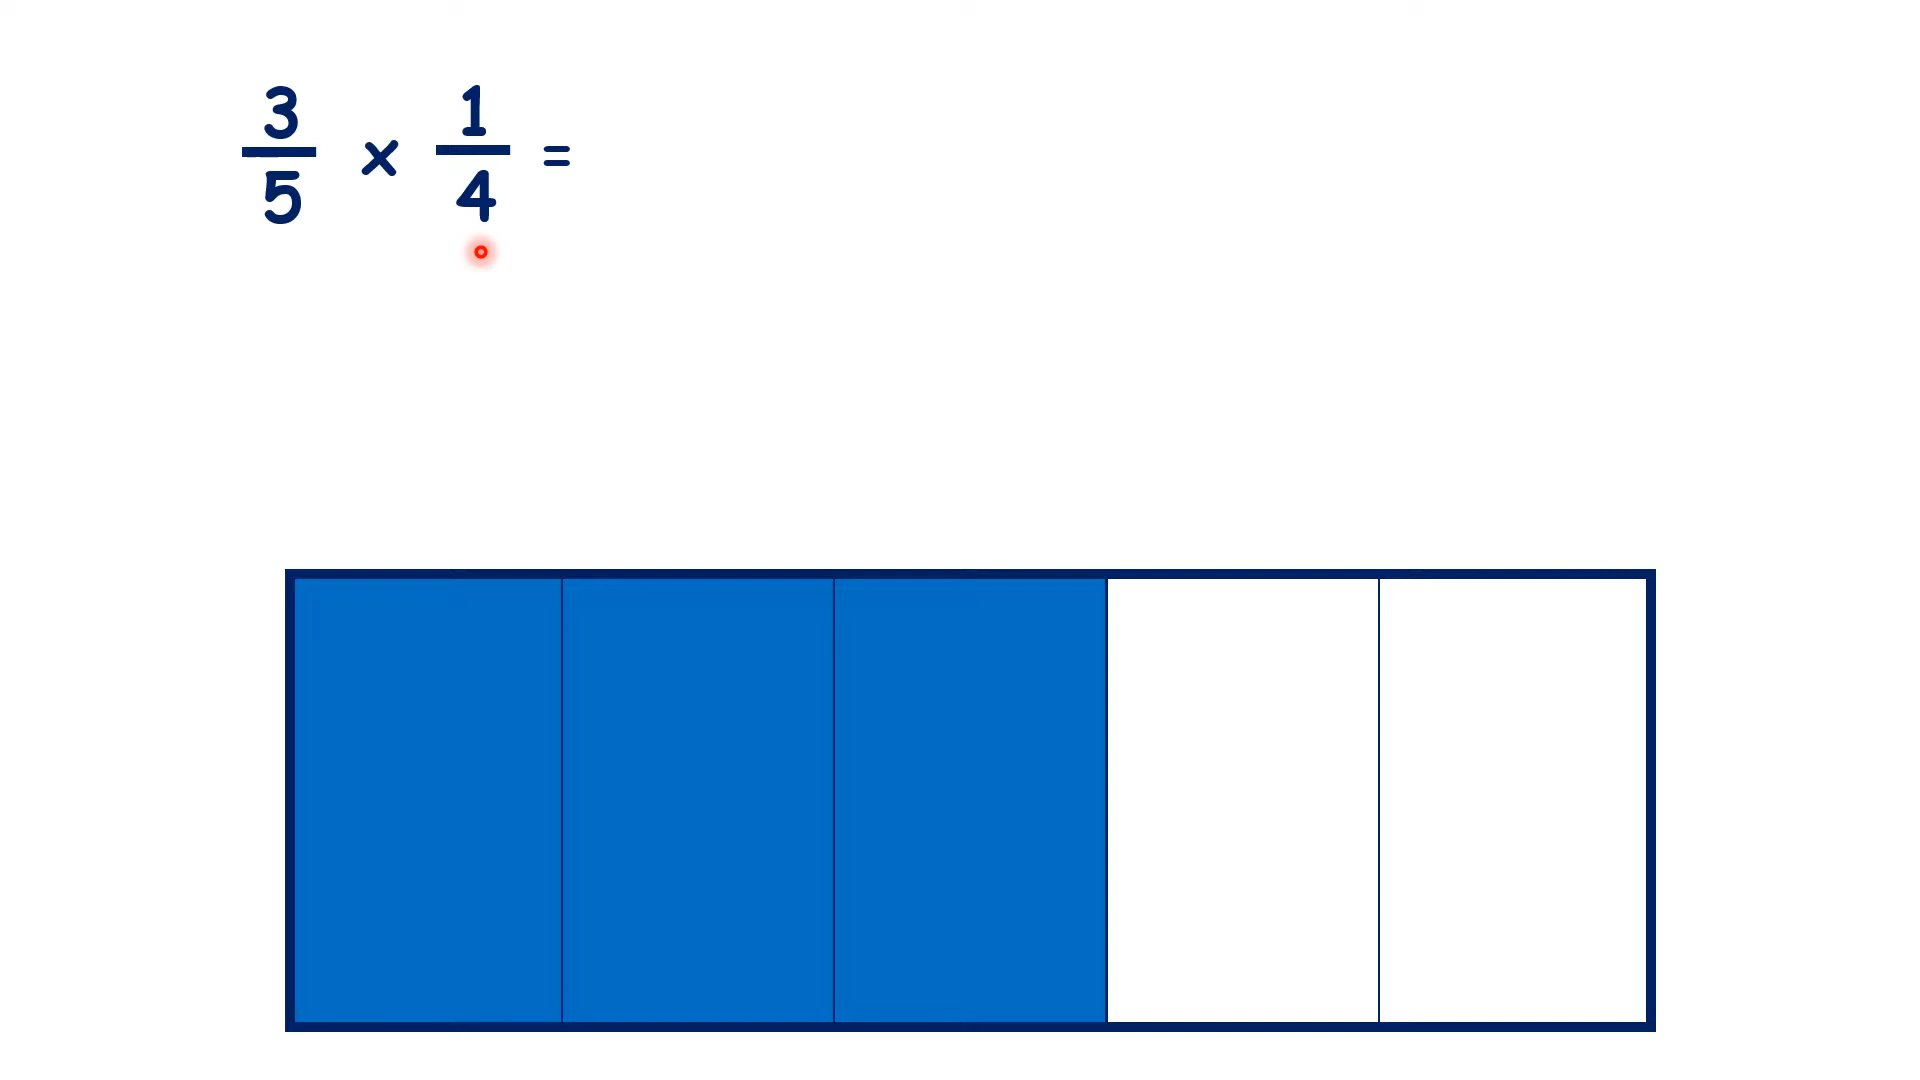 3/5 × 1/4 =